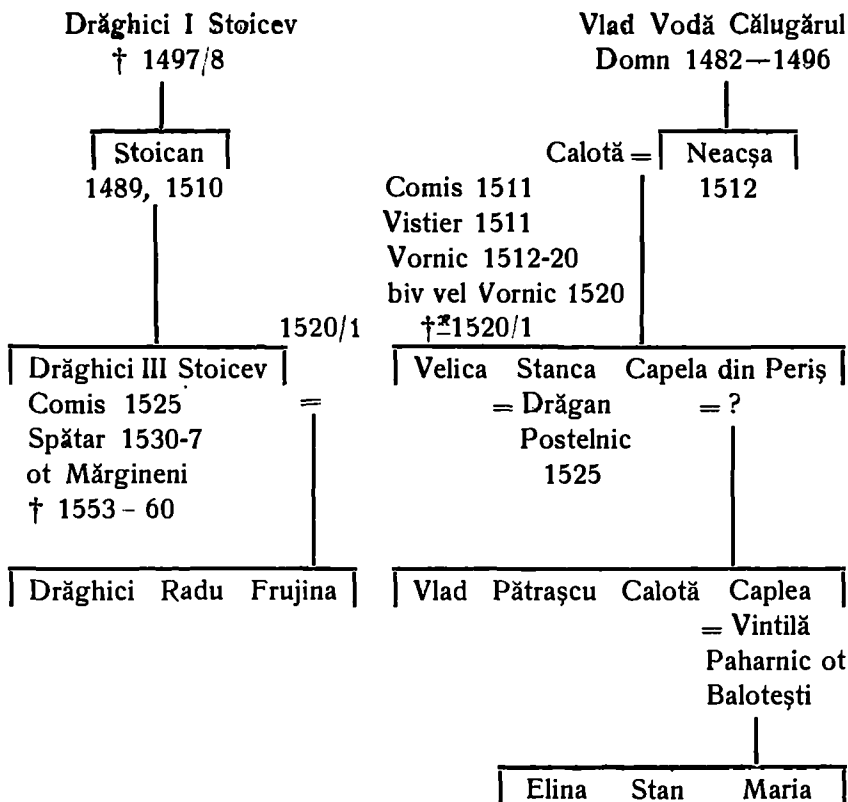 Drăghici I Stoicev Vlad Vodă Călugărul
† 1497/8 Domn 1482—1496
Stoican Calotă = Neacşa
1489, 1510 Comis 1511 1512
Vistier 1511
Vornic 1512-20
biv vel Vornic 1520
1520/1 † 1520/1
Drăghici III Stoicev Velica Stanca Capela din Periş
Comis 1525 = = Drăgan = ?
Spătar 1530-7 Postelnic
ot Mărgineni 1525
† 1553 – 60
Drăghici Radu Frujina Vlad Pătraşcu Calotă Caplea
= Vintilă
Paharnic ot
Baloteşti
Elina Stan Maria